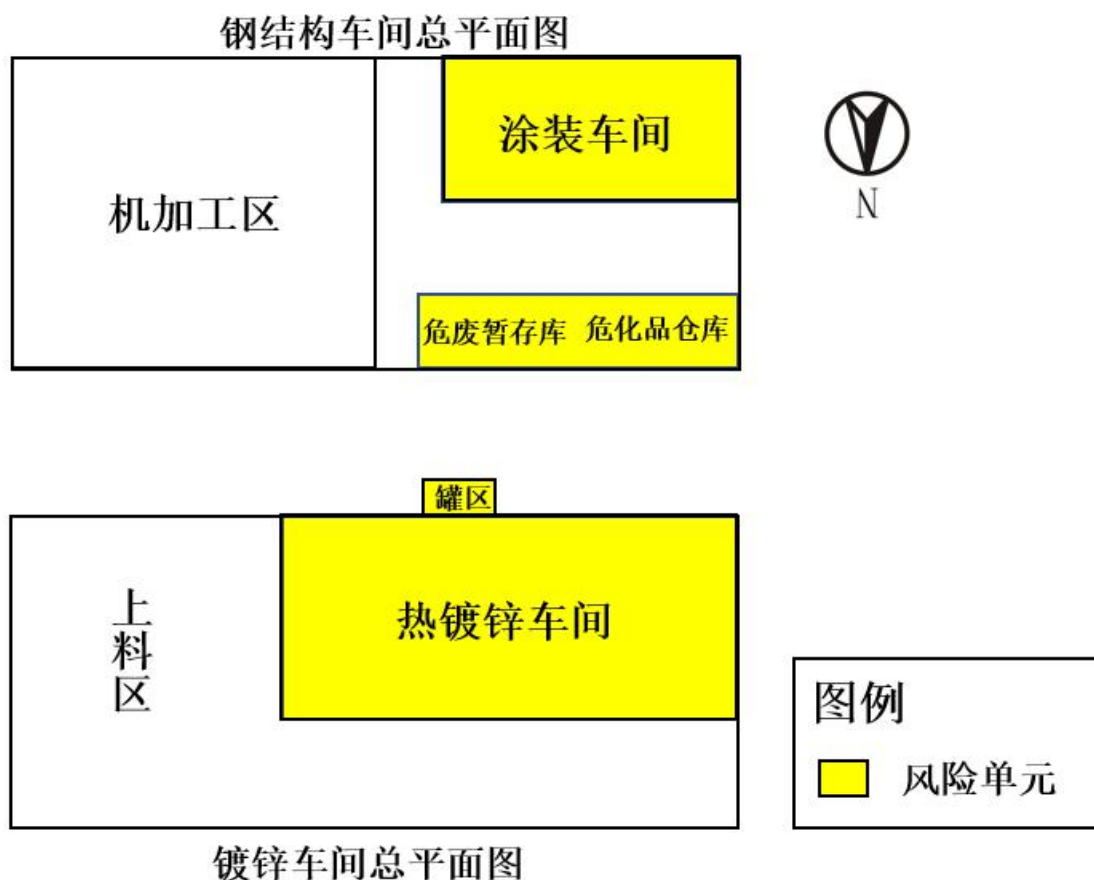 钢结构车间总平面图
涂装车间
机加工区
N
危废暂存库 危化品仓库
罐区
上料区
热镀锌车间
图例
风险单元
镀锌车间总平面图